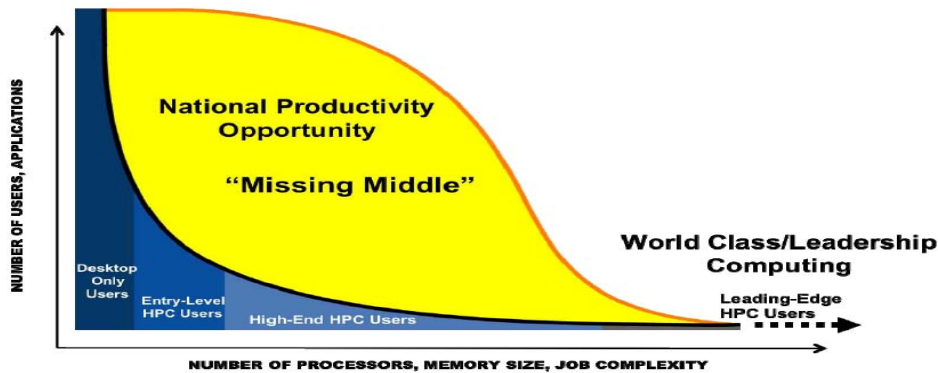 NUMBER OF USERS, APPLICATIONS
National Productivity
Opportunity
“Missing Middle”
World Class/Leadership
Computing
Desktop
Only
Users
Entry-Level
HPC Users
High-End HPC Users
Leading-Edge
HPC Users
NUMBER OF PROCESSORS, MEMORY SIZE, JOB COMPLEXITY